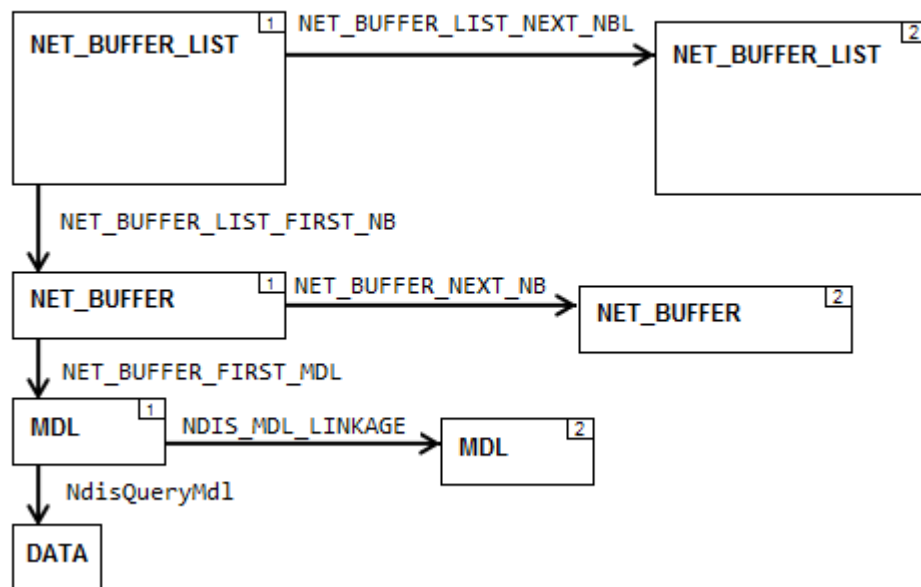 1
NET_BUFFER_LIST_NEXT_NBL
2
NET_BUFFER_LIST
NET_BUFFER_LIST
NET_BUFFER_LIST_FIRST_NB
1
NET_BUFFER_NEXT_NB
2
NET_BUFFER
NET_BUFFER
NET_BUFFER_FIRST_MDL
1
NDIS_MDL_LINKAGE
2
MDL
MDL
NdisQueryMdl
DATA